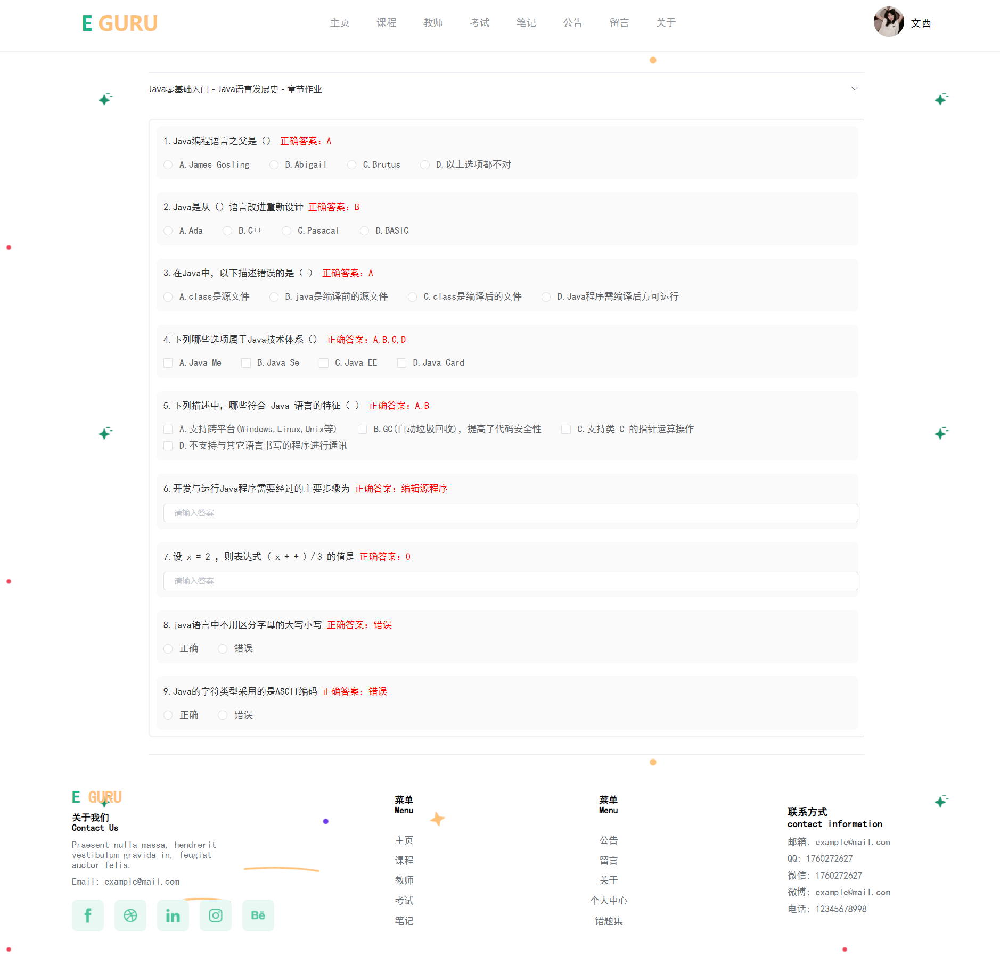 E GURU
主页 课程 教师 考试 笔记 公告 留言 关于
文西
Java零基础入门 - Java语言发展史 - 章节作业
1.Java编程语言之父是（） 正确答案：A
A.James Gosling B.Abigail C.Brutus D.以上选项都不对
2.Java是从（）语言改进重新设计 正确答案：B
A.Ada B.C++ C.Pasacal D.BASIC
3.在Java中，以下描述错误的是（ ） 正确答案：A
A.class是源文件 B.java是编译前的源文件 C.class是编译后的文件 D.Java程序需编译后方可运行
4.下列哪些选项属于Java技术体系（） 正确答案：A,B,C,D
A.Java Me B.Java Se C.Java EE D.Java Card
5.下列描述中，哪些符合 Java 语言的特征（ ） 正确答案：A,B
A.支持跨平台(Windows,Linux,Unix等) B.GC(自动垃圾回收)，提高了代码安全性 C.支持类 C 的指针运算操作
D.不支持与其它语言书写的程序进行通讯
6.开发与运行Java程序需要经过的主要步骤为 正确答案：编辑源程序
请输入答案
7.设 x = 2 ，则表达式 （ x + + ）/ 3 的值是 正确答案：0
请输入答案
8.java语言中不用区分字母的大写小写 正确答案：错误
正确 错误
9.Java的字符类型采用的是ASCII编码 正确答案：错误
正确 错误
E GURU
关于我们
Contact Us
Praesent nulla massa, hendrerit
vestibulum gravida in, feugiat
auctor felis.
Email: example@mail.com
f in Bē
菜单
Menu
主页
课程
教师
考试
笔记
菜单
Menu
公告
留言
关于
个人中心
错题集
联系方式
contact information
邮箱: example@mail.com
QQ: 1760272627
微信: 1760272627
微博: example@mail.com
电话: 12345678998